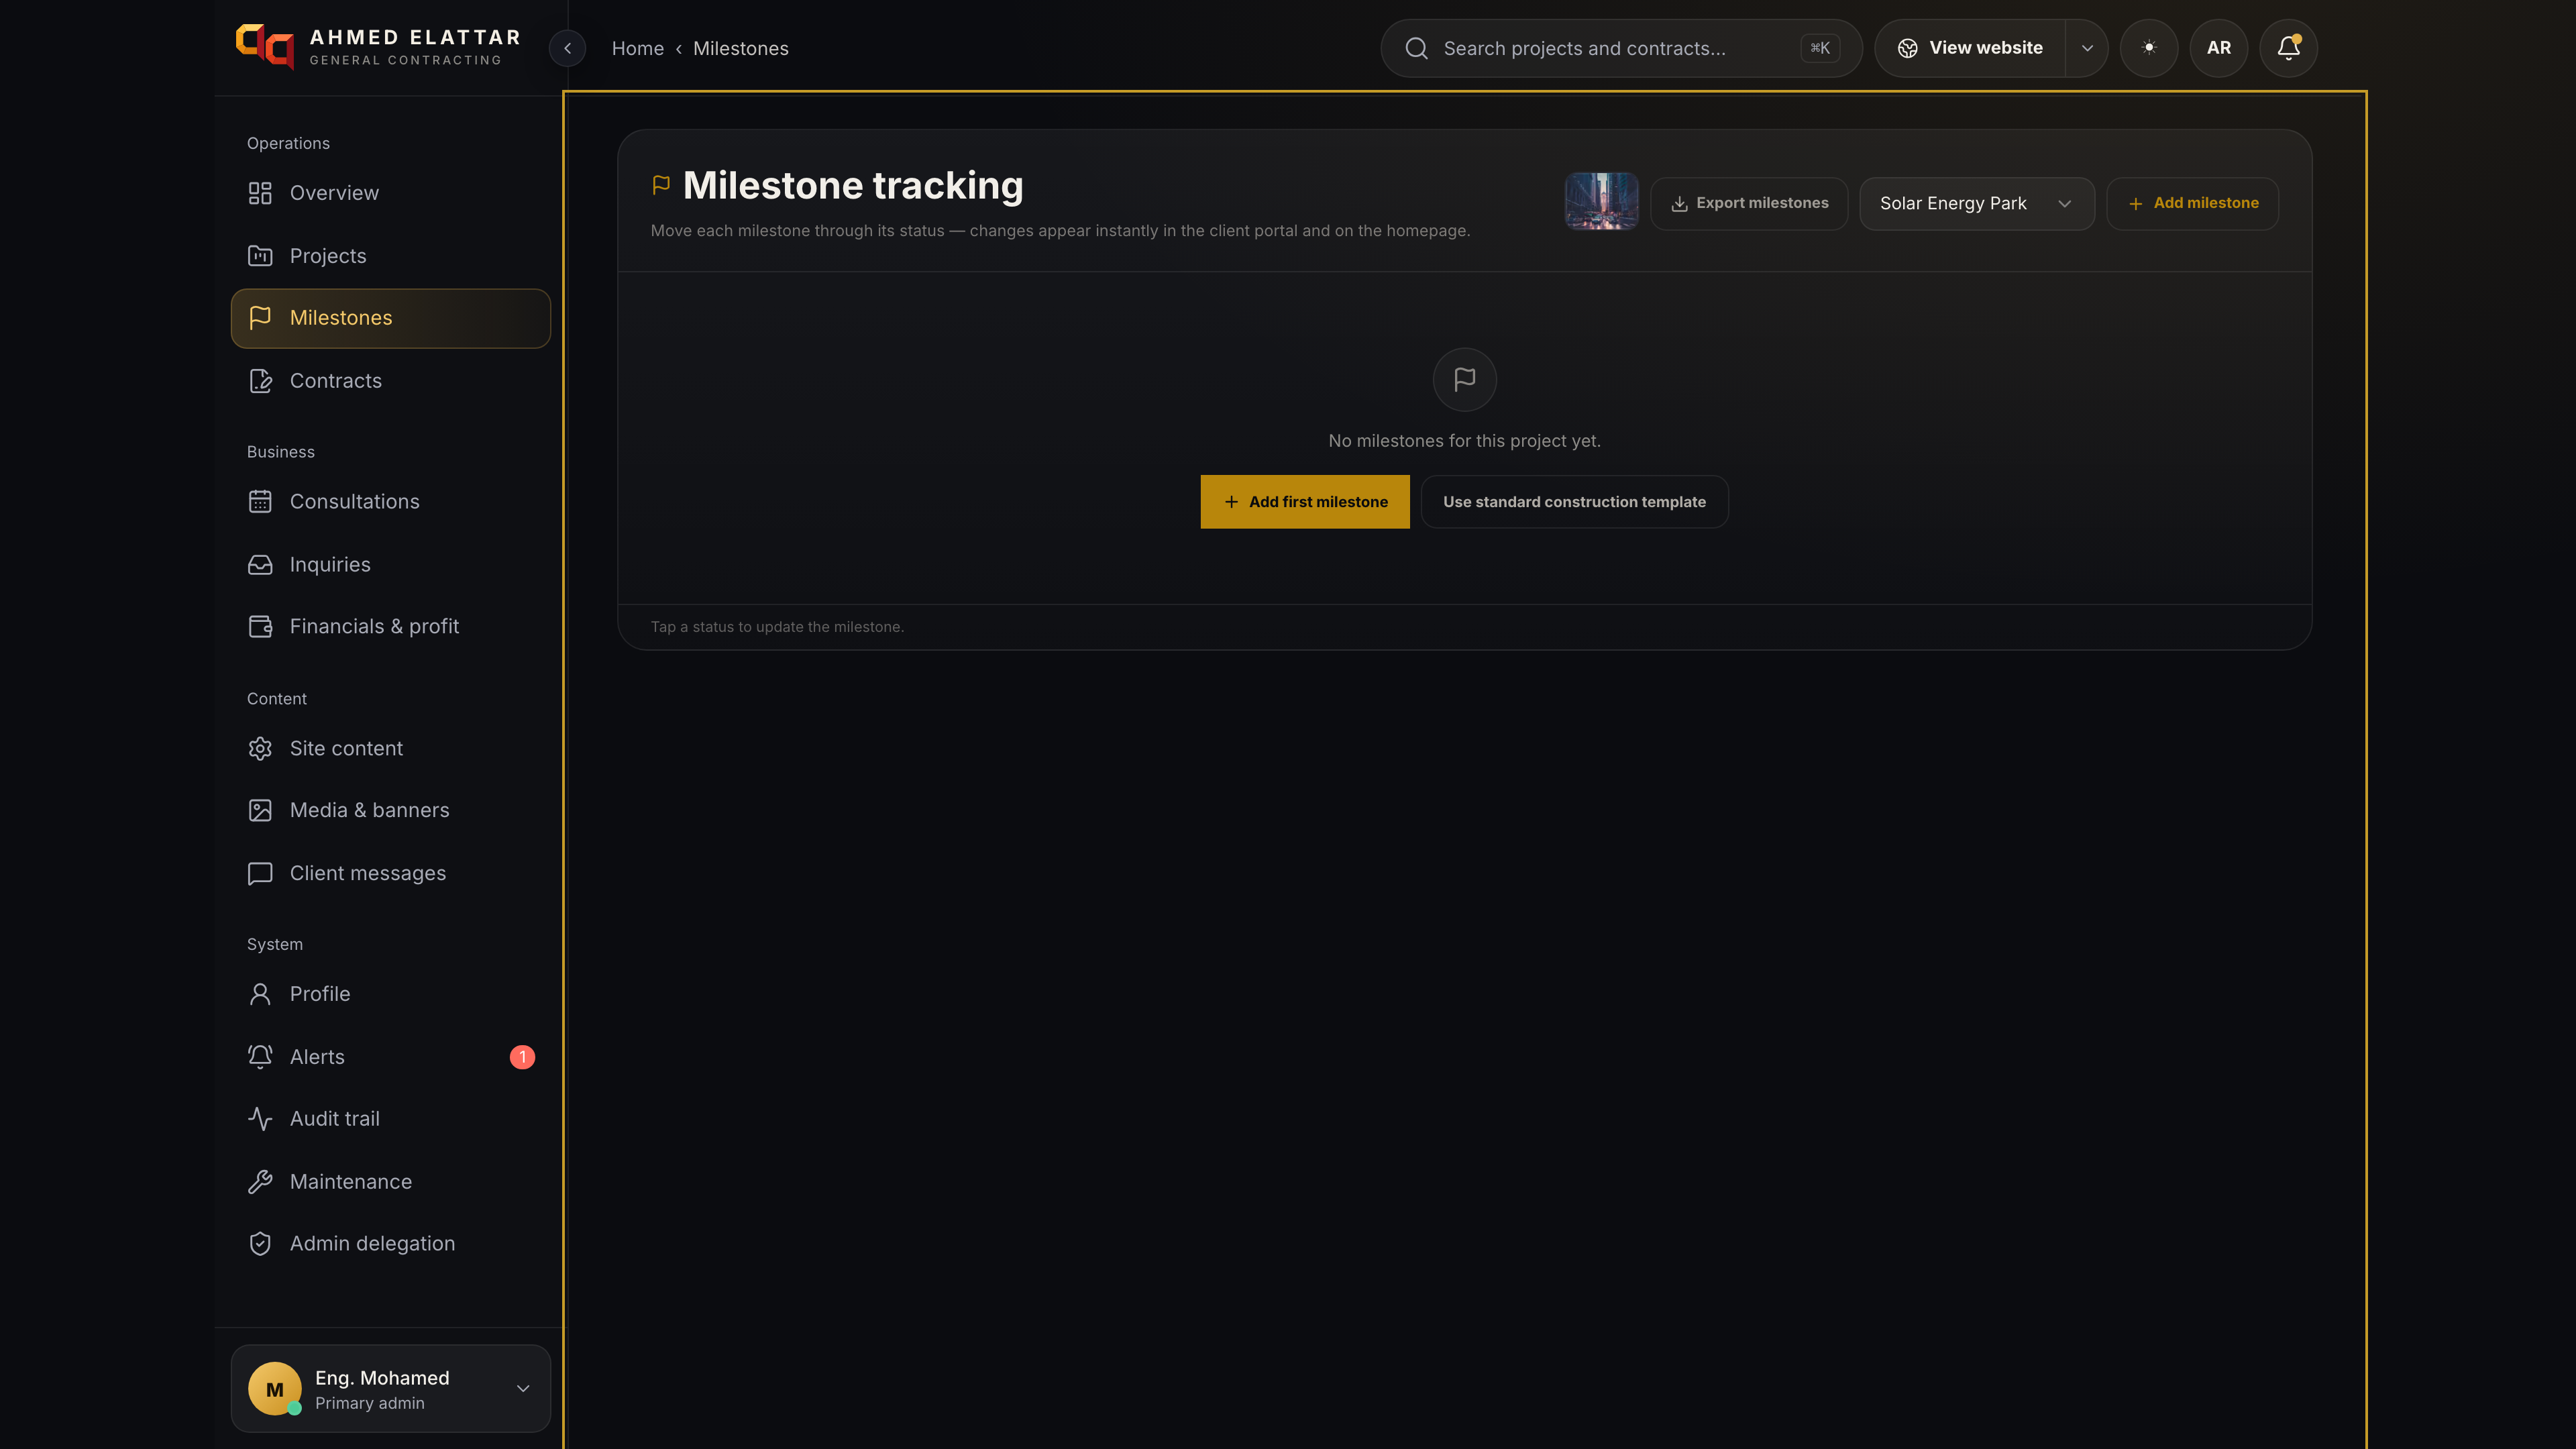 AHMED ELATTAR
GENERAL CONTRACTING
Home ‹ Milestones
Search projects and contracts...
⌘K
View website
AR
Operations
Overview
Projects
Milestones
Contracts
Business
Consultations
Inquiries
Financials & profit
Content
Site content
Media & banners
Client messages
System
Profile
Alerts
1
Audit trail
Maintenance
Admin delegation
M
Eng. Mohamed
Primary admin
Milestone tracking
Move each milestone through its status — changes appear instantly in the client portal and on the homepage.
Export milestones
Solar Energy Park
Add milestone
No milestones for this project yet.
Add first milestone
Use standard construction template
Tap a status to update the milestone.